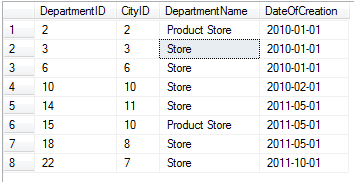 DepartmentID CityID DepartmentName DateOfCreation
1 2 2 Product Store 2010-01-01
2 3 3 Store 2010-01-01
3 6 6 Store 2010-01-01
4 10 10 Store 2010-02-01
5 14 11 Store 2011-05-01
6 15 10 Product Store 2011-05-01
7 18 8 Store 2011-05-01
8 22 7 Store 2011-10-01